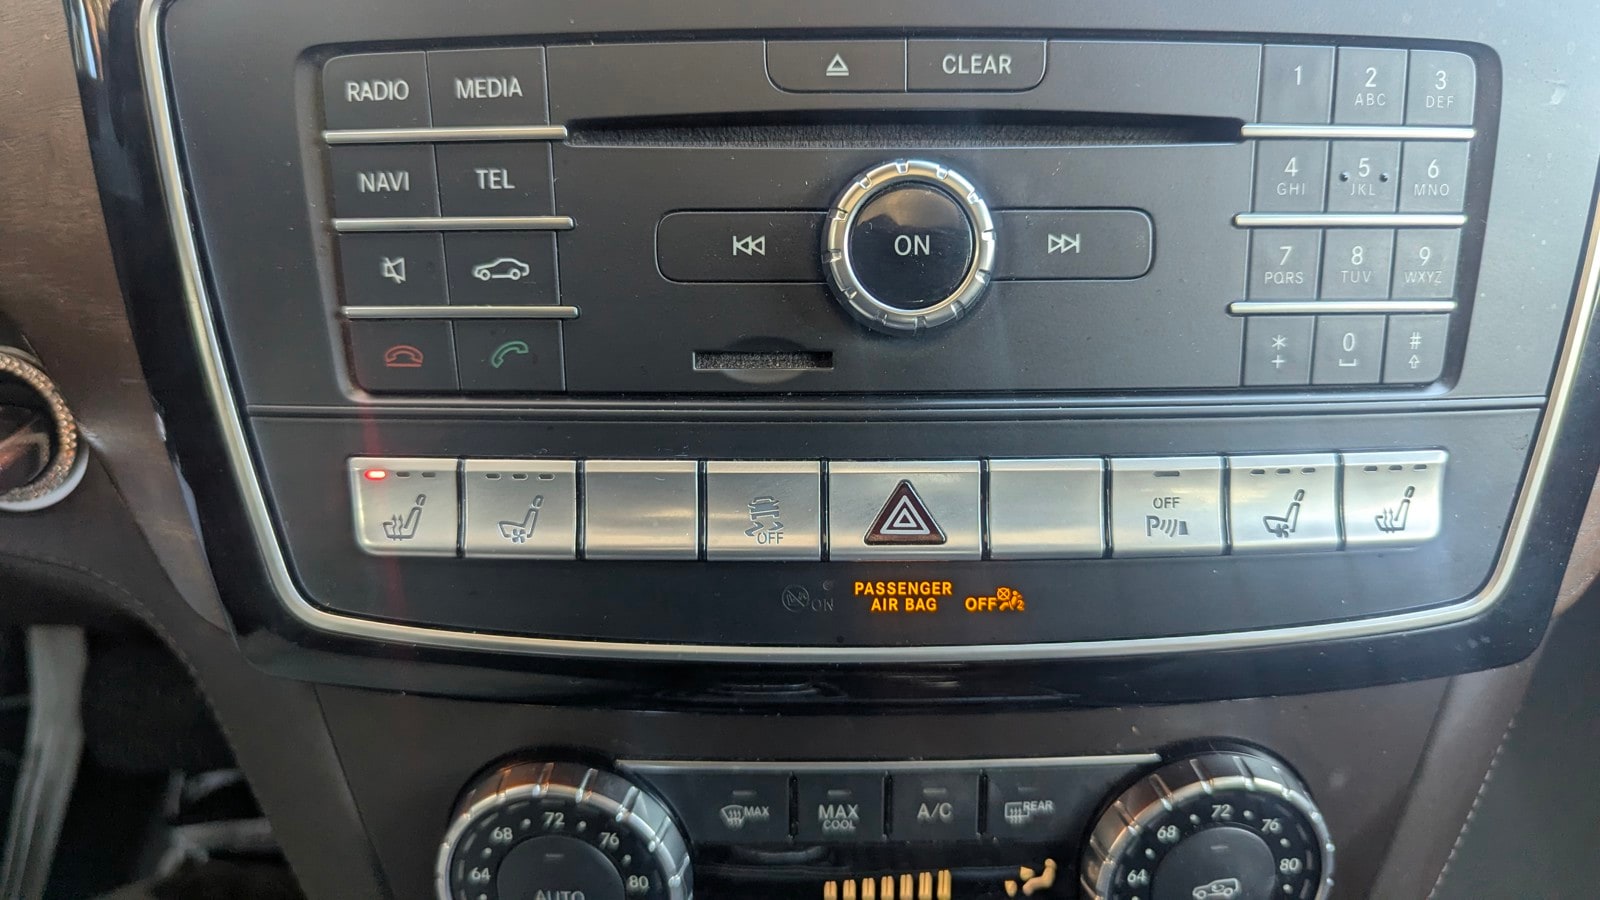 RADIO MEDIA
CLEAR
1 2 ABC 3 DEF
NAVI TEL
4 GHI 5 JKL 6 MNO
ON
7 PQRS 8 TUV 9 WXYZ
* + 0 #
OFF
OFF
P
ON
PASSENGER
AIR BAG
OFF
2
MAX
MAX
COOL
A/C
REAR
64 68 72 76 80
AUTO
64 68 72 76 80